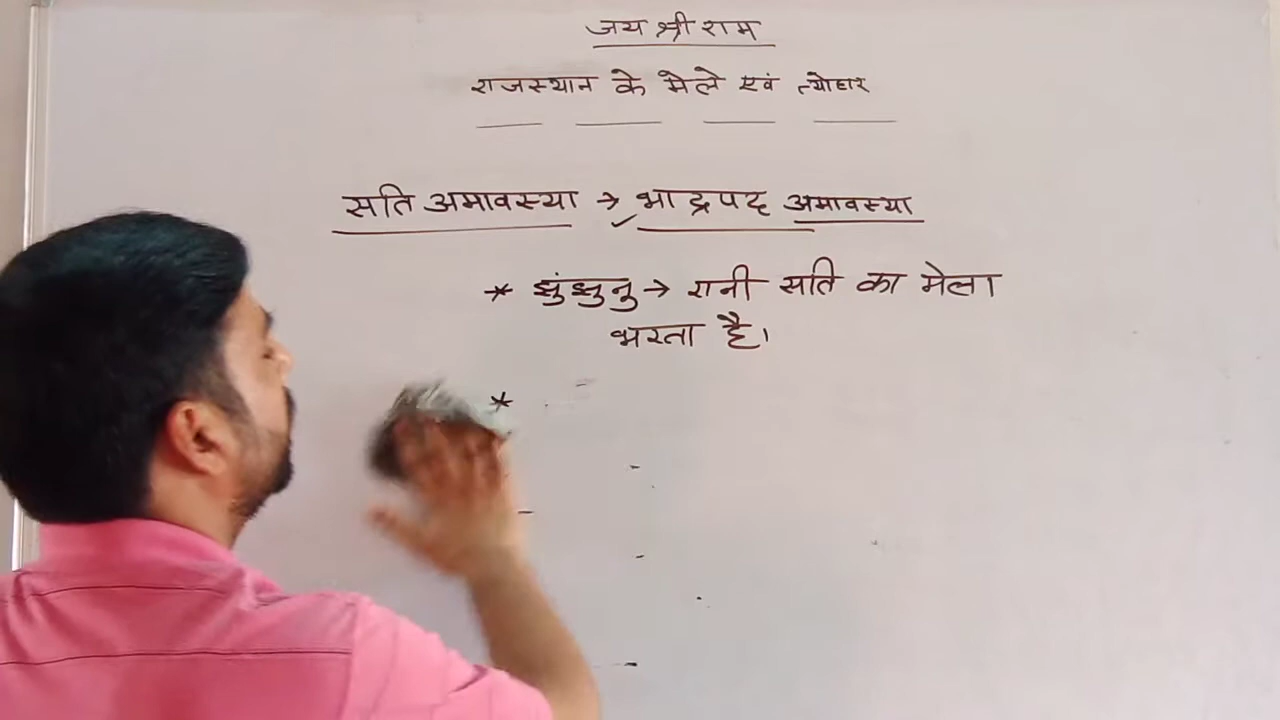 जय श्री राम
राजस्थान के मेले एवं त्योहार
सति अमावस्या → भाद्रपद अमावस्या
* झुंझुनु → रानी सति का मेला
भरता है।
*